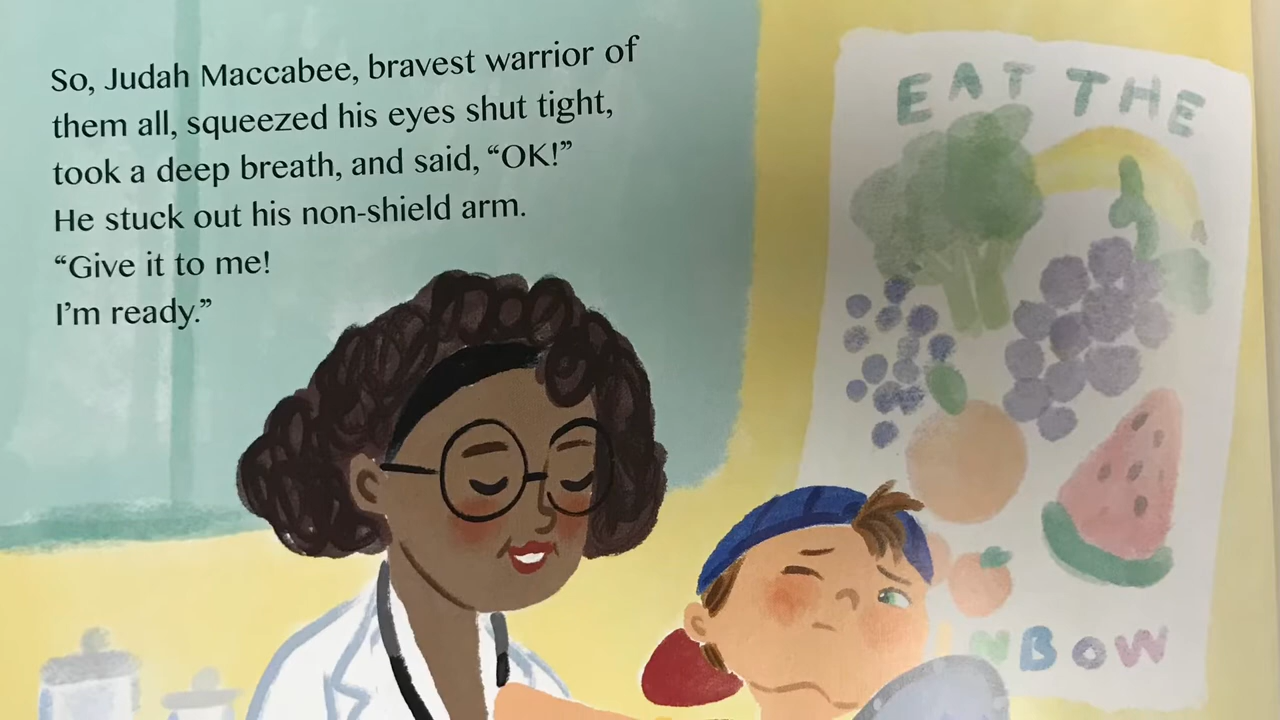 So, Judah Maccabee, bravest warrior of
them all, squeezed his eyes shut tight,
took a deep breath, and said, “OK!”
He stuck out his non-shield arm.
“Give it to me!
I’m ready.”
EAT THE
NBOW